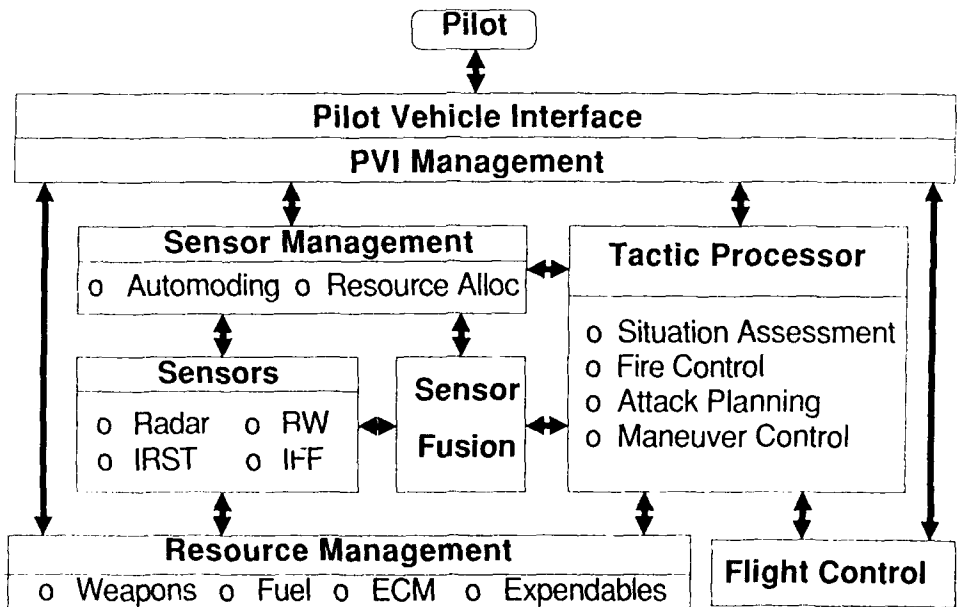 Pilot
Pilot Vehicle Interface
PVI Management
Sensor Management
o Automoding o Resource Alloc
Tactic Processor
o Situation Assessment
o Fire Control
o Attack Planning
o Maneuver Control
Sensors
o Radar o RW
o IRST o IFF
Sensor
Fusion
Resource Management
o Weapons o Fuel o ECM o Expendables
Flight Control